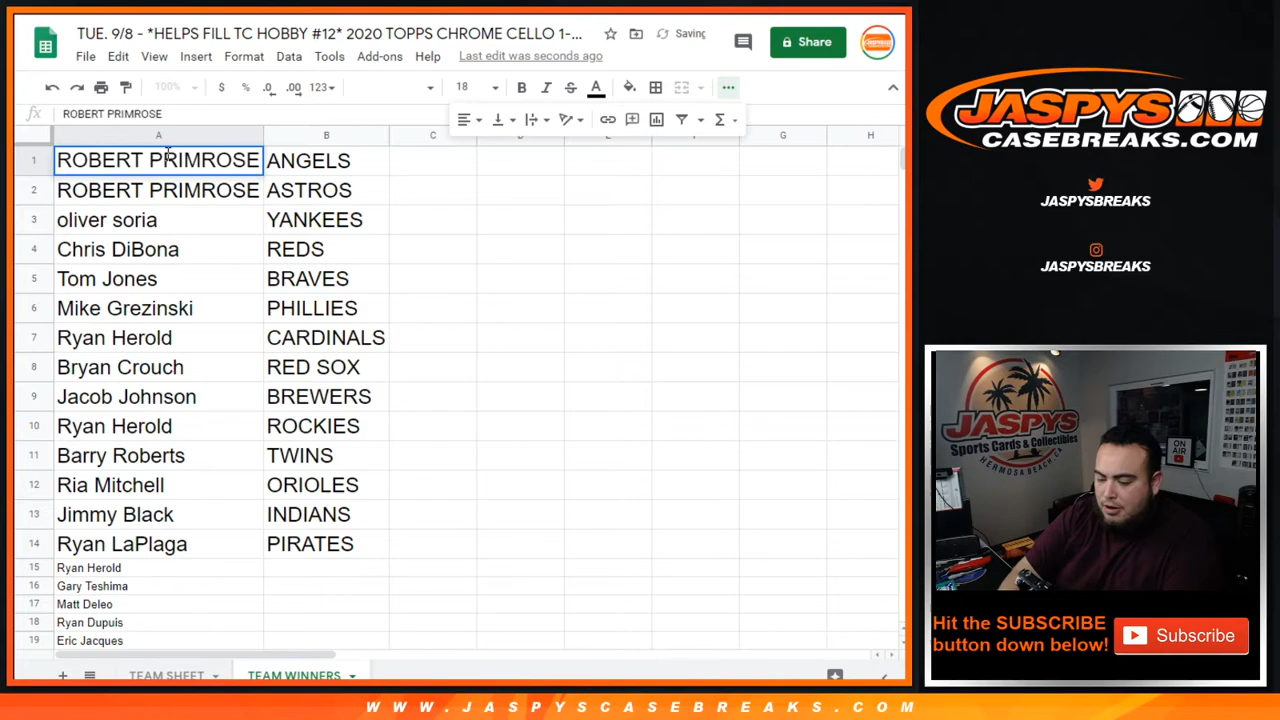 TUE. 9/8 - *HELPS FILL TC HOBBY #12* 2020 TOPPS CHROME CELLO 1-...
Saving
Share
File Edit View Insert Format Data Tools Add-ons Help Last edit was seconds ago
100% $ % .0 .00 123 18 B I S A
fx ROBERT PRIMROSE
A B C D E F G H
1 ROBERT PRIMROSE ANGELS
2 ROBERT PRIMROSE ASTROS
3 oliver soria YANKEES
4 Chris DiBona REDS
5 Tom Jones BRAVES
6 Mike Grezinski PHILLIES
7 Ryan Herold CARDINALS
8 Bryan Crouch RED SOX
9 Jacob Johnson BREWERS
10 Ryan Herold ROCKIES
11 Barry Roberts TWINS
12 Ria Mitchell ORIOLES
13 Jimmy Black INDIANS
14 Ryan LaPlaga PIRATES
15 Ryan Herold
16 Gary Teshima
17 Matt Deleo
18 Ryan Dupuis
19 Eric Jacques
TEAM SHEET TEAM WINNERS
JASPYS
CASEBREAKS.COM
JASPYSBREAKS
JASPYSBREAKS
JASPYS
Sports Cards & Collectibles
HERMOSA BEACH CA
ON AIR
Hit the SUBSCRIBE
button down below!
Subscribe
WWW.JASPYSCASEBREAKS.COM